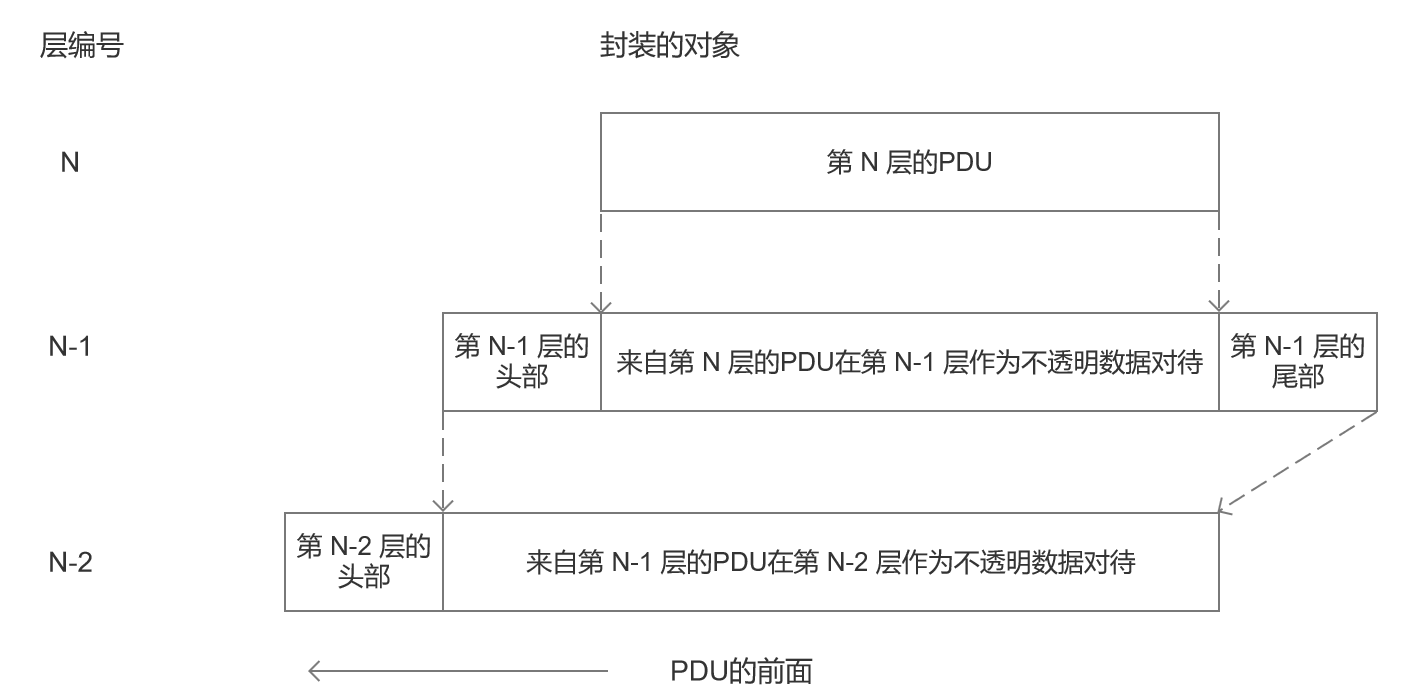 层编号
封装的对象
N
第 N 层的PDU
N-1
第 N-1 层的
头部
来自第 N 层的PDU在第 N-1 层作为不透明数据对待
第 N-1 层的
尾部
N-2
第 N-2 层的
头部
来自第 N-1 层的PDU在第 N-2 层作为不透明数据对待
PDU的前面